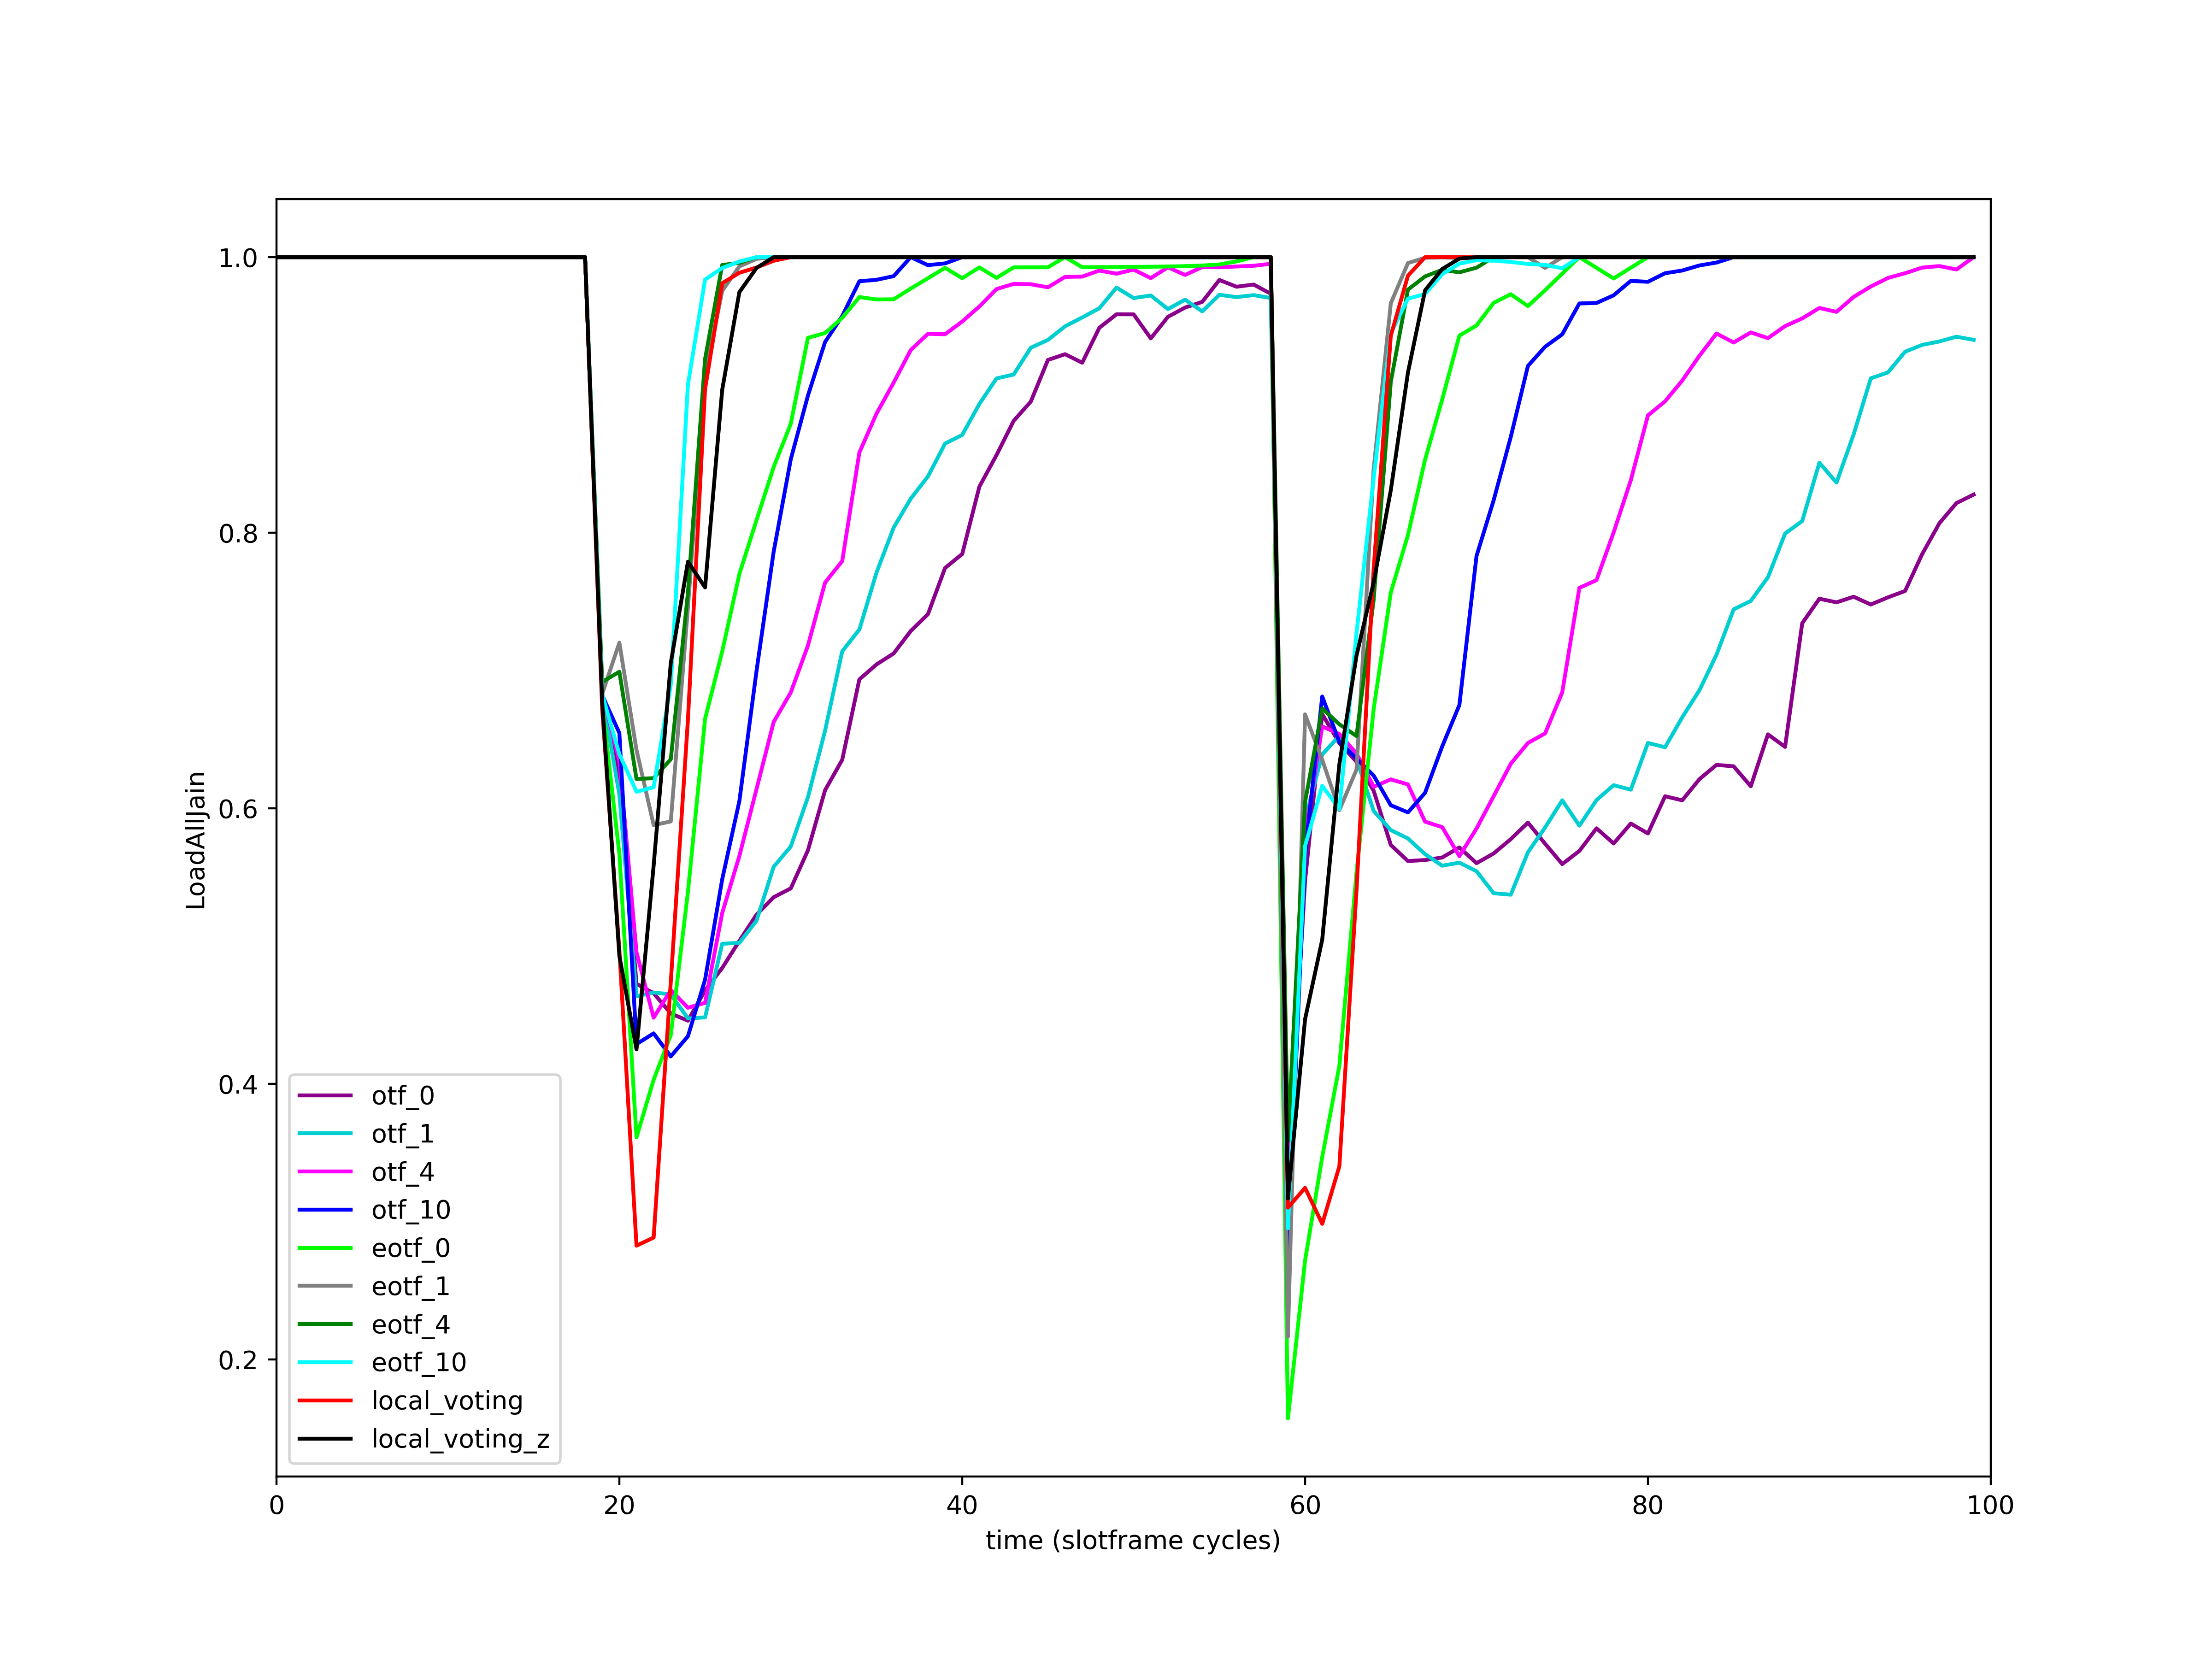 1.0
0.8
0.6
0.4
0.2
LoadAllJain
otf_0
otf_1
otf_4
otf_10
eotf_0
eotf_1
eotf_4
eotf_10
local_voting
local_voting_z
0 20 40 60 80 100
time (slotframe cycles)